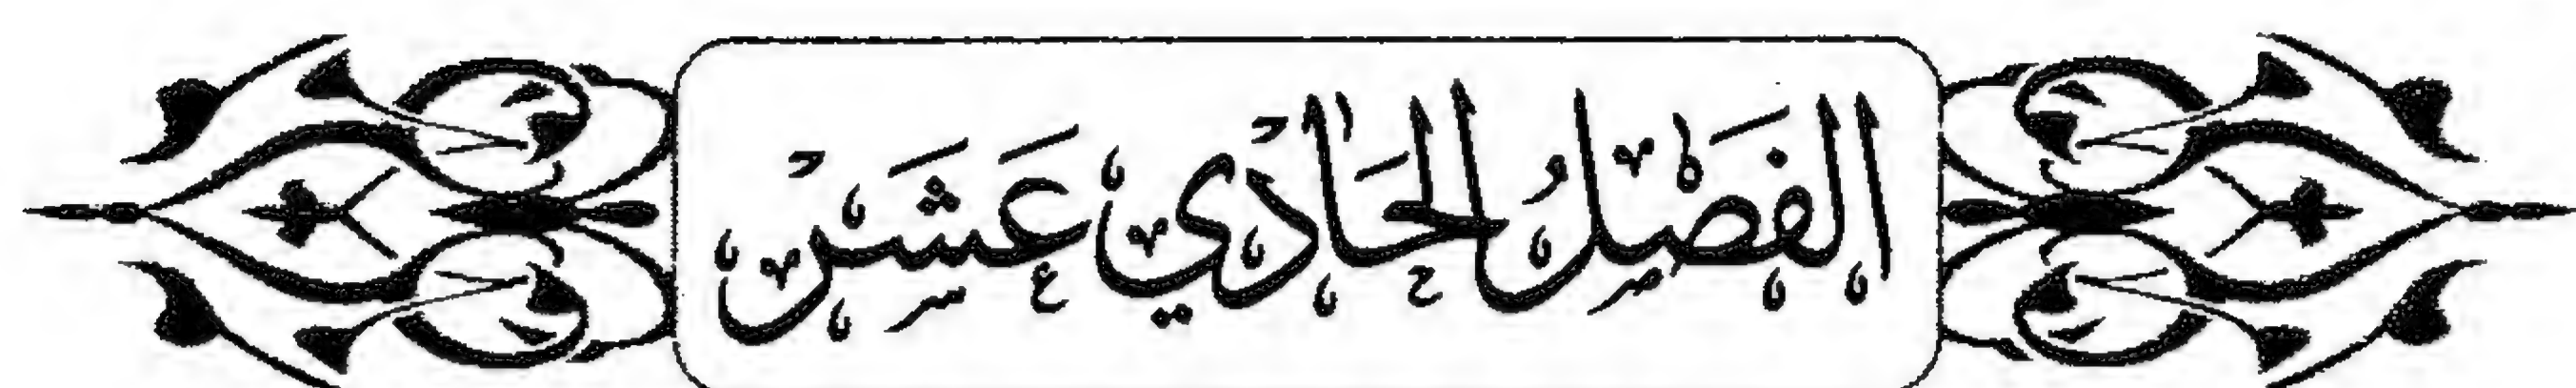 الفَصْلُ الحَادِي عَشَر